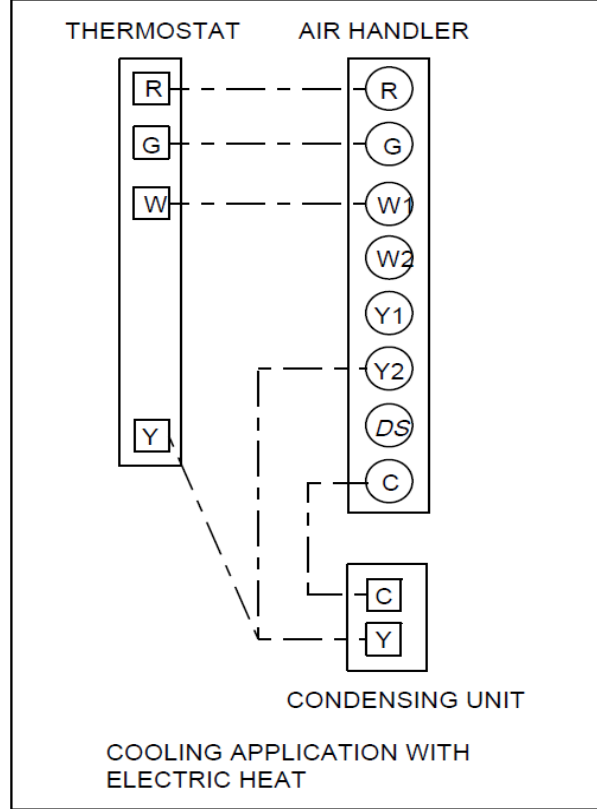 THERMOSTAT AIR HANDLER
R R
G G
W W1
W2
Y1
Y2
Y
DS
C
C
Y
CONDENSING UNIT
COOLING APPLICATION WITH
ELECTRIC HEAT